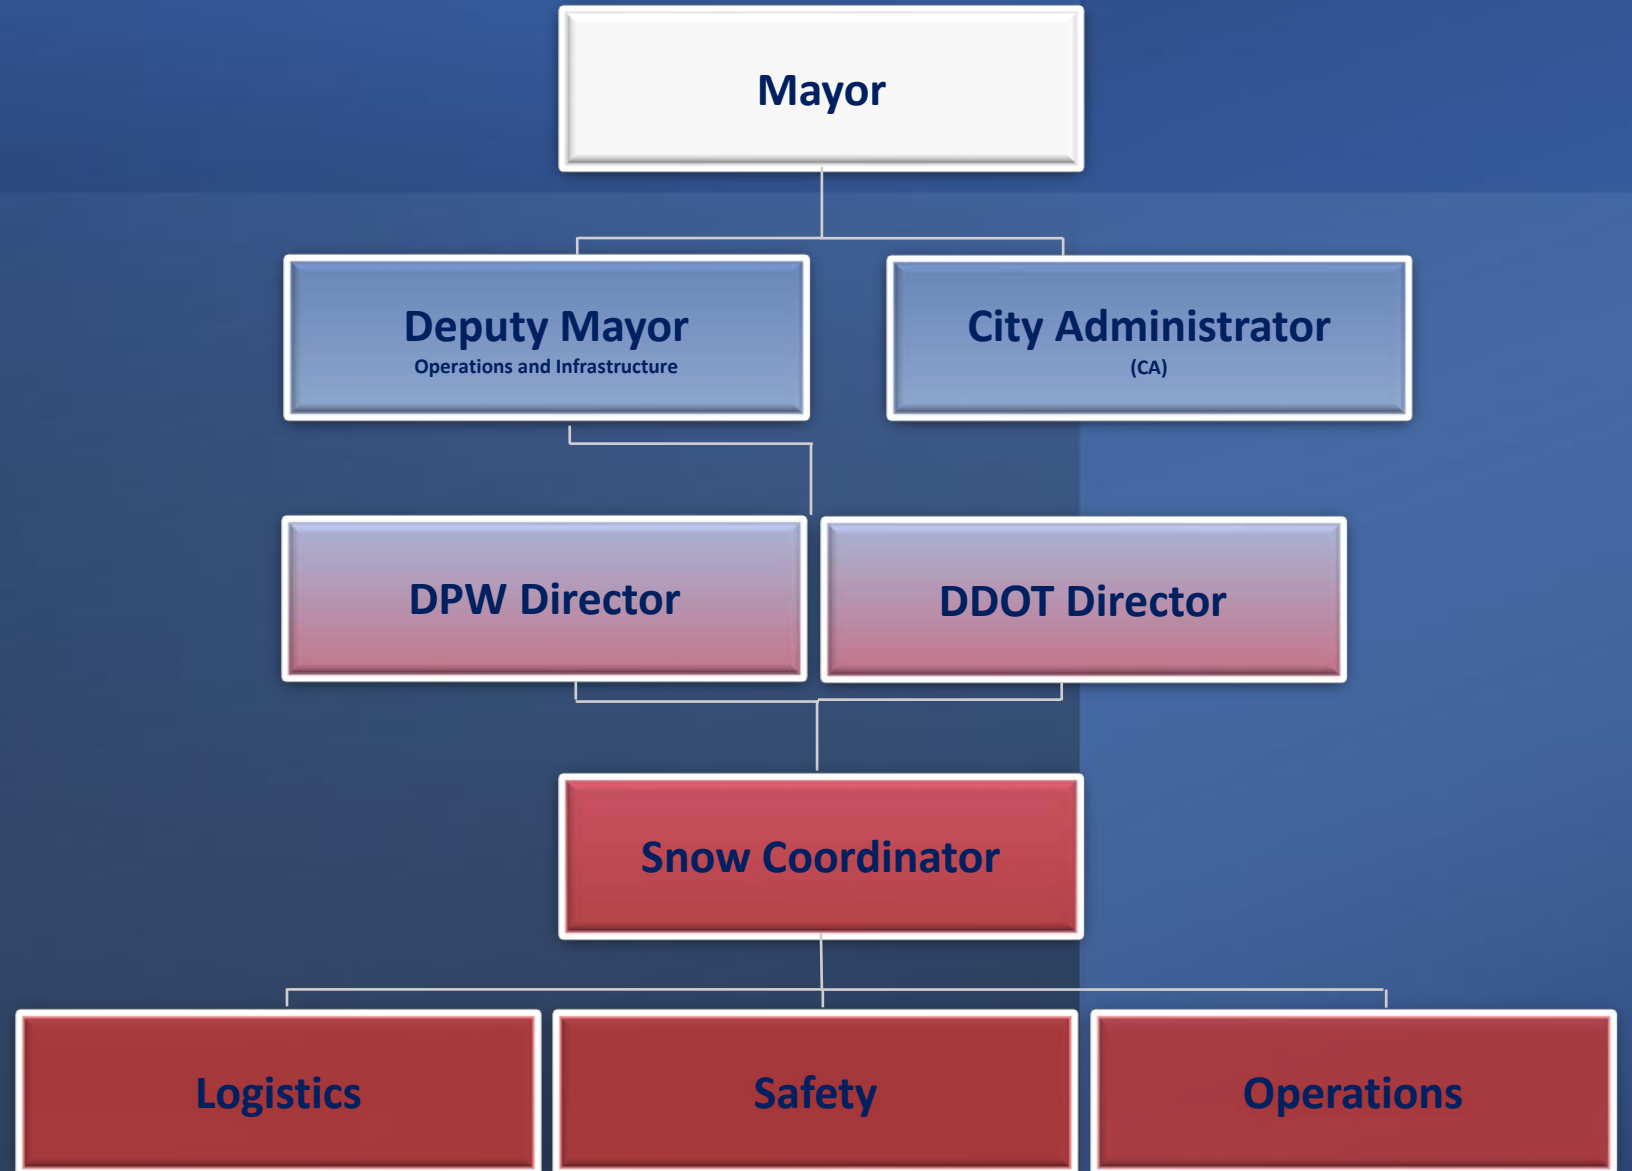 Mayor
Deputy Mayor
Operations and Infrastructure
City Administrator
(CA)
DPW Director
DDOT Director
Snow Coordinator
Logistics
Safety
Operations